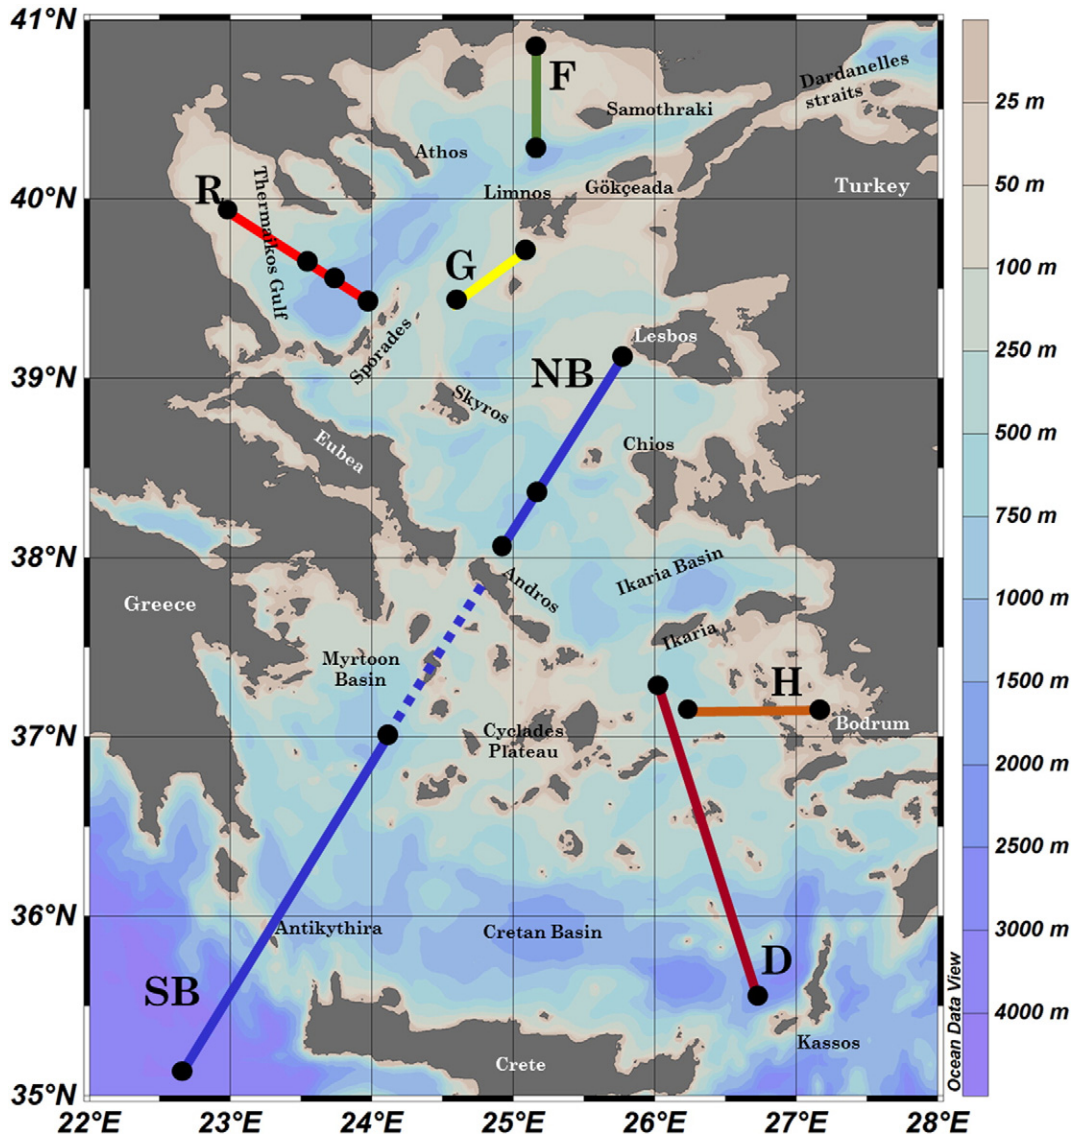 41°N
F
Dardanelles
straits
25 m
Samothraki
Athos
50 m
Thermaikos Gulf
R
Limnos
Gökçeada
Turkey
40°N
100 m
G
Sporades
250 m
Lesbos
39°N
NB
Skyros
500 m
Eubea
Chios
750 m
38°N
Andros
Ikaria Basin
1000 m
Greece
Ikaria
Myrtoon
Basin
1500 m
H
Bodrum
37°N
Cyclades
Plateau
2000 m
2500 m
36°N
Antikythira
Cretan Basin
3000 m
D
SB
4000 m
Kassos
Crete
Ocean Data View
35°N
22°E
23°E
24°E
25°E
26°E
27°E
28°E